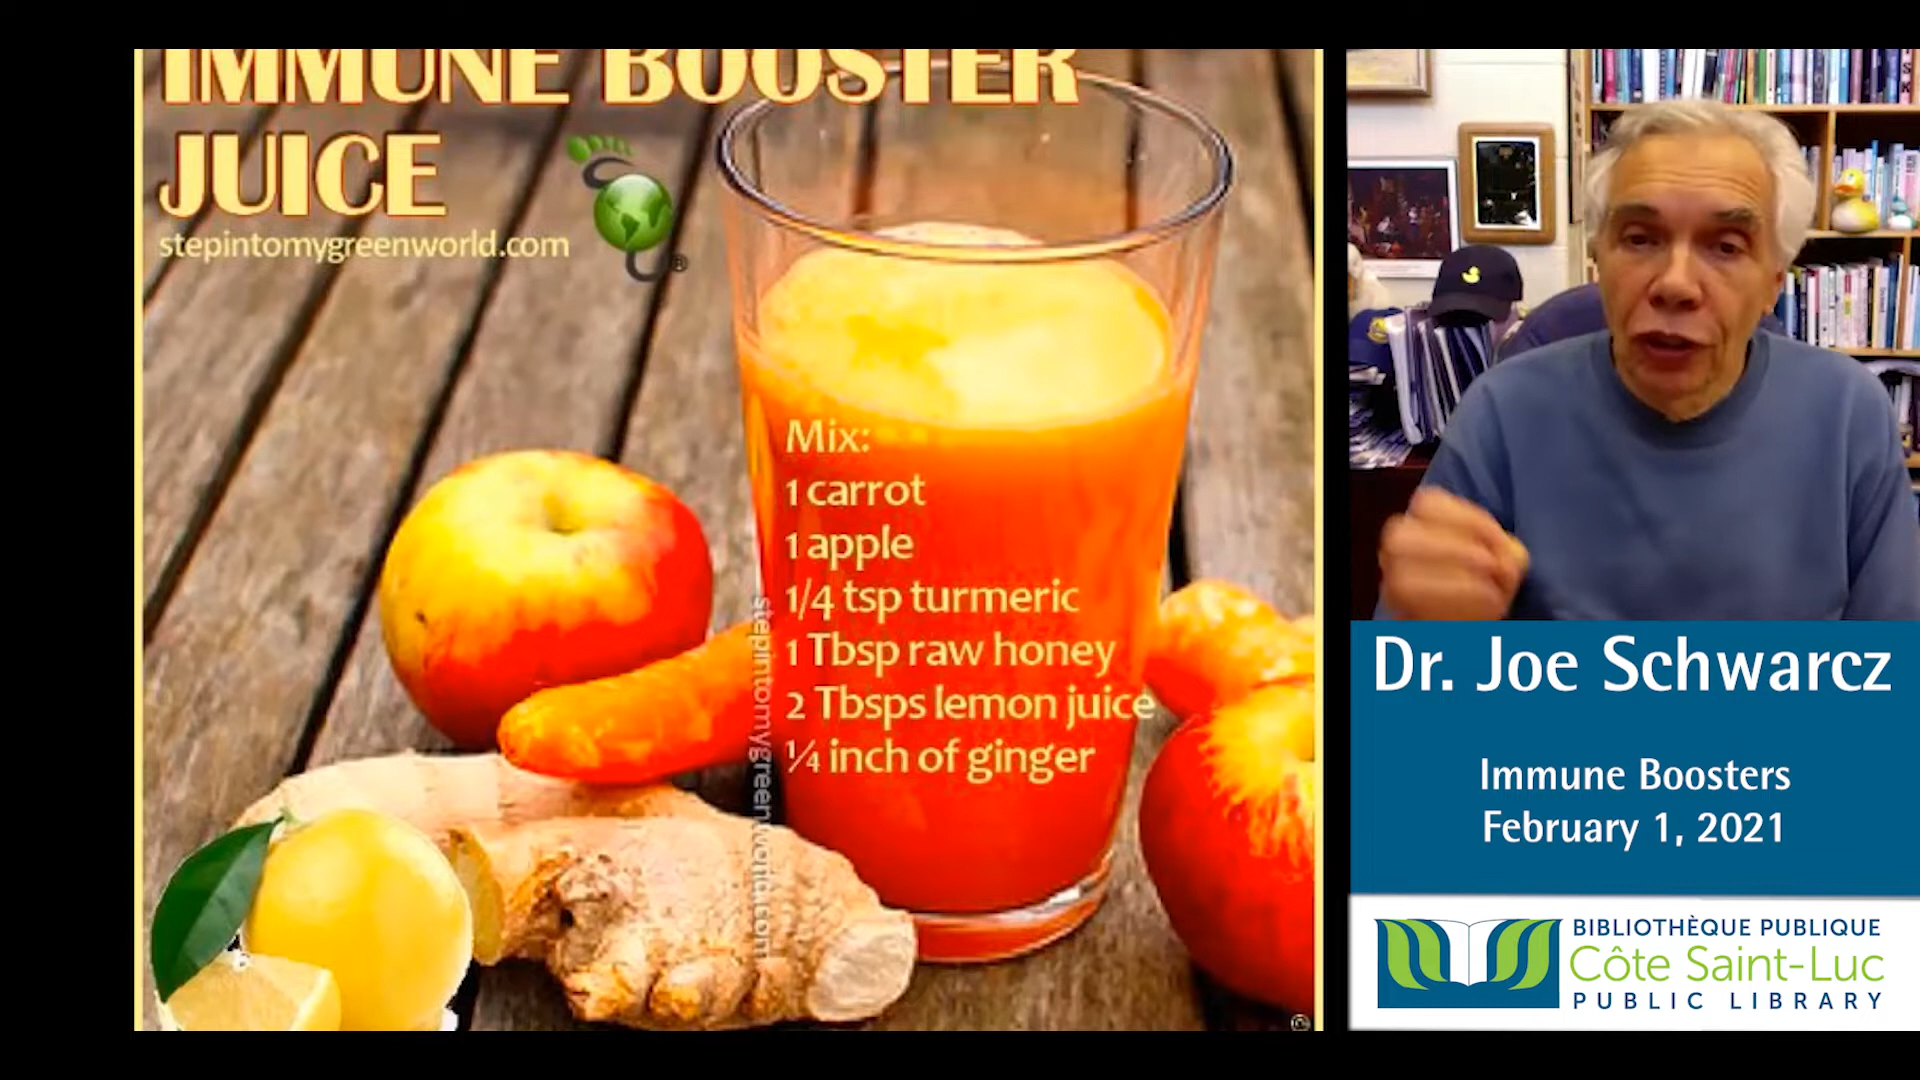 IMMUNE BOOSTER
JUICE
stepintomygreenworld.com
®
Mix:
1 carrot
1 apple
1/4 tsp turmeric
1 Tbsp raw honey
2 Tbsps lemon juice
¼ inch of ginger
stepintomygreenworld.com
Dr. Joe Schwarcz
Immune Boosters
February 1, 2021
BIBLIOTHÈQUE PUBLIQUE
Côte Saint-Luc
PUBLIC LIBRARY